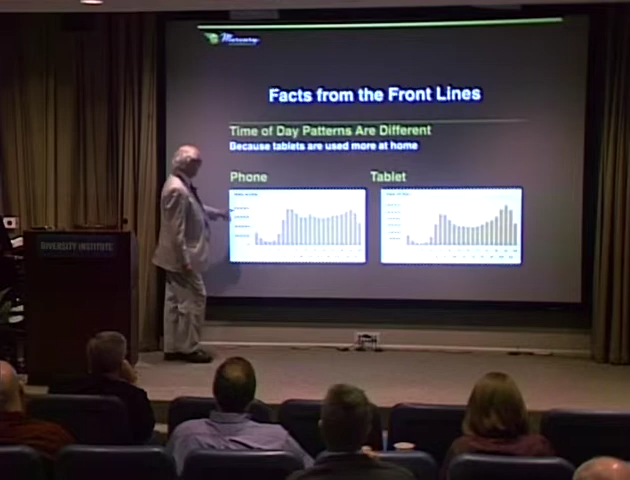 Mercury
Facts from the Front Lines
Time of Day Patterns Are Different
Because tablets are used more at home
Phone
Tablet
DIVERSITY INSTITUTE